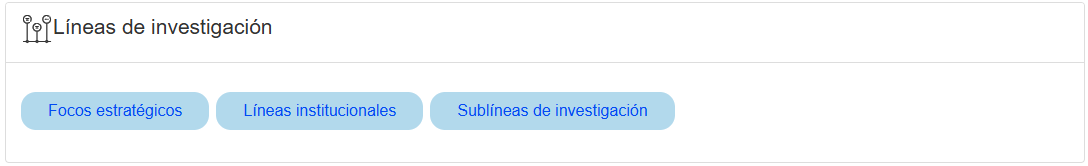 Líneas de investigación
Focos estratégicos Líneas institucionales Sublíneas de investigación